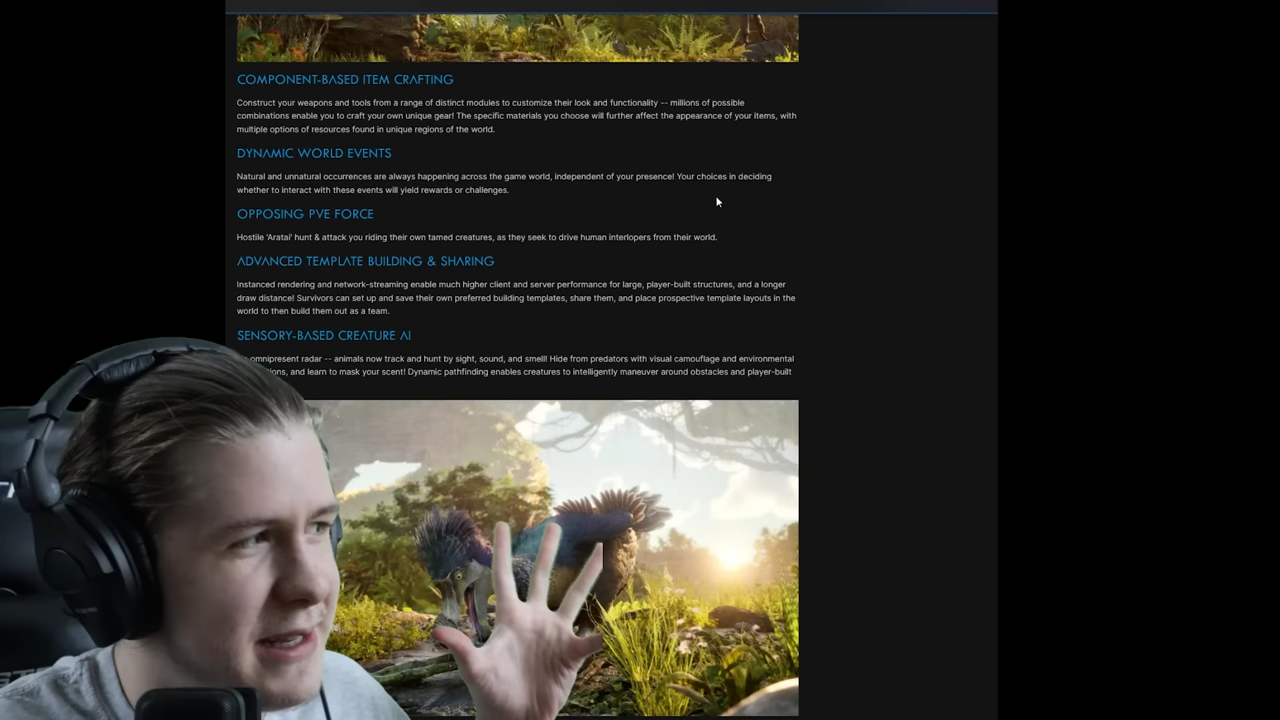 COMPONENT-BASED ITEM CRAFTING
Construct your weapons and tools from a range of distinct modules to customize their look and functionality -- millions of possible
combinations enable you to craft your own unique gear! The specific materials you choose will further affect the appearance of your items, with
multiple options of resources found in unique regions of the world.
DYNAMIC WORLD EVENTS
Natural and unnatural occurrences are always happening across the game world, independent of your presence! Your choices in deciding
whether to interact with these events will yield rewards or challenges.
OPPOSING PVE FORCE
Hostile 'Aratai' hunt & attack you riding their own tamed creatures, as they seek to drive human interlopers from their world.
ADVANCED TEMPLATE BUILDING & SHARING
Instanced rendering and network-streaming enable much higher client and server performance for large, player-built structures, and a longer
draw distance! Survivors can set up and save their own preferred building templates, share them, and place prospective template layouts in the
world to then build them out as a team.
SENSORY-BASED CREATURE AI
omnipresent radar -- animals now track and hunt by sight, sound, and smell! Hide from predators with visual camouflage and environmental
and learn to mask your scent! Dynamic pathfinding enables creatures to intelligently maneuver around obstacles and player-built